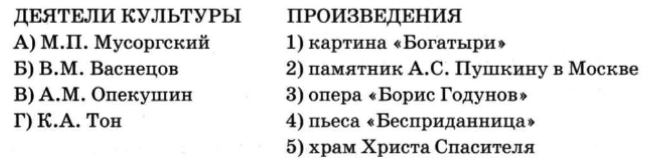 ДЕЯТЕЛИ КУЛЬТУРЫ
А) М.П. Мусоргский
Б) В.М. Васнецов
В) А.М. Опекушин
Г) К.А. Тон
ПРОИЗВЕДЕНИЯ
1) картина «Богатыри»
2) памятник А.С. Пушкину в Москве
3) опера «Борис Годунов»
4) пьеса «Бесприданница»
5) храм Христа Спасителя